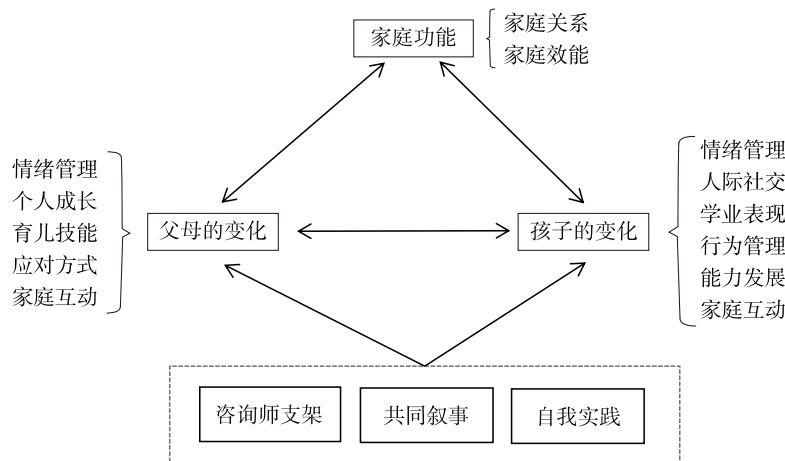 家庭功能
家庭关系
家庭效能
情绪管理
个人成长
育儿技能
应对方式
家庭互动
父母的变化
孩子的变化
情绪管理
人际社交
学业表现
行为管理
能力发展
家庭互动
咨询师支架
共同叙事
自我实践